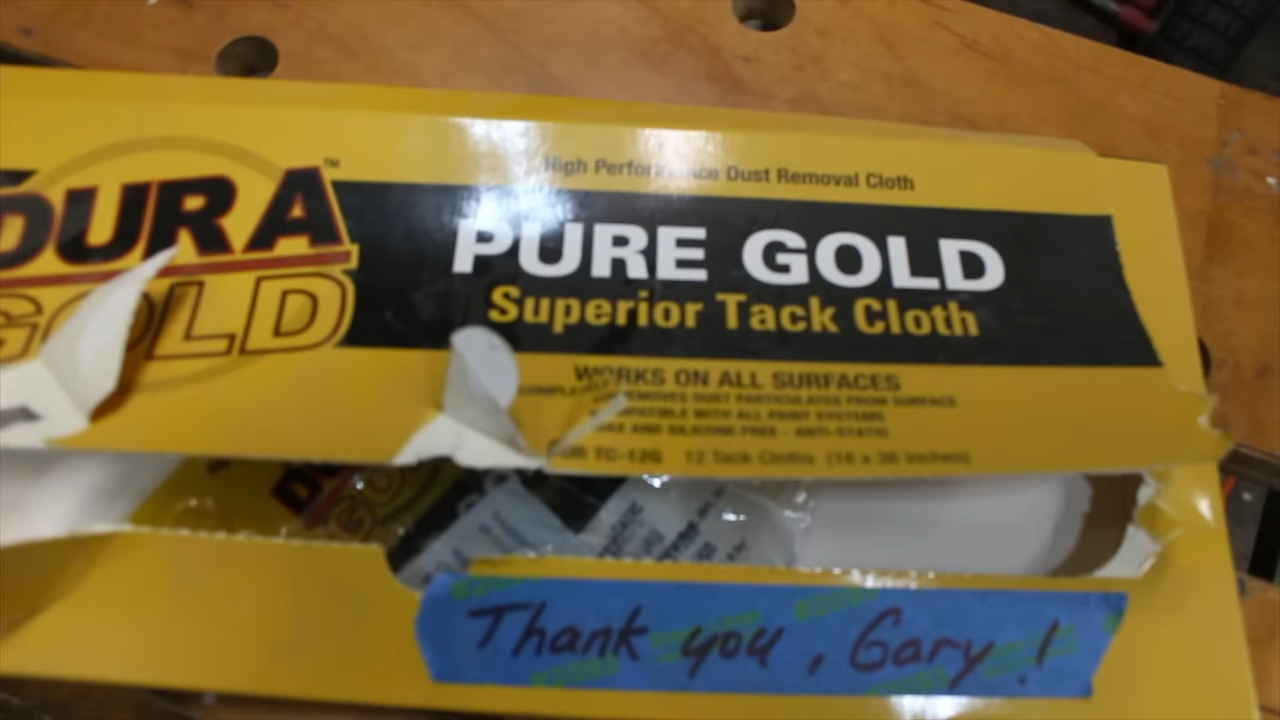 DURA™
GOLD
High Performance Dust Removal Cloth
PURE GOLD
Superior Tack Cloth
WORKS ON ALL SURFACES
COMPLETELY REMOVES DUST PARTICULATES FROM SURFACE
COMPATIBLE WITH ALL PAINT SYSTEMS
WAX AND SILICONE FREE - ANTI-STATIC
TC-12G 12 Tack Cloths (18 x 36 inches)
Thank you, Gary!